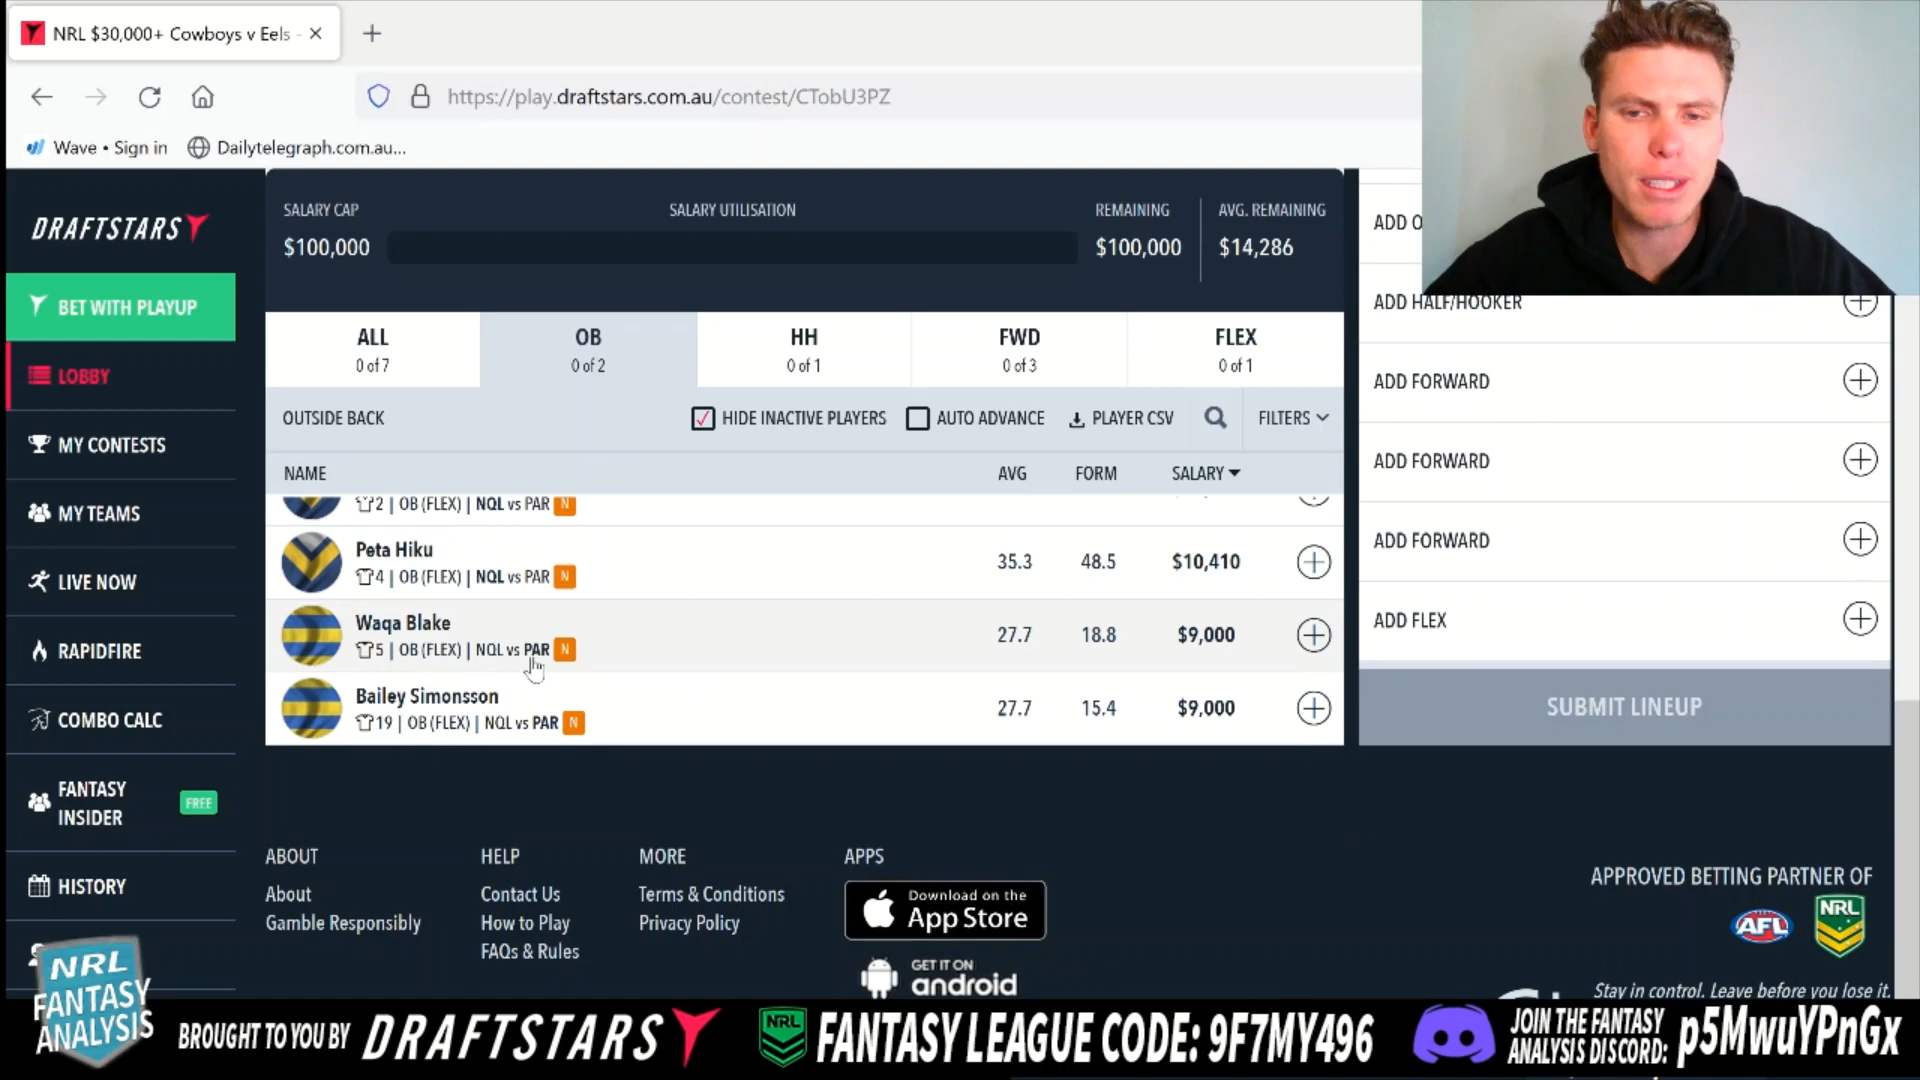 NRL $30,000+ Cowboys v Eels -
https://play.draftstars.com.au/contest/CTobU3PZ
Wave • Sign in
Dailytelegraph.com.au...
DRAFTSTARS
BET WITH PLAYUP
LOBBY
MY CONTESTS
MY TEAMS
LIVE NOW
RAPIDFIRE
COMBO CALC
FANTASY
INSIDER
FREE
HISTORY
SALARY CAP
$100,000
SALARY UTILISATION
REMAINING
$100,000
AVG. REMAINING
$14,286
ALL
0 of 7
OB
0 of 2
HH
0 of 1
FWD
0 of 3
FLEX
0 of 1
OUTSIDE BACK
HIDE INACTIVE PLAYERS
AUTO ADVANCE
PLAYER CSV
FILTERS
NAME AVG FORM SALARY
2 | OB (FLEX) | NQL vs PAR N
Peta Hiku
4 | OB (FLEX) | NQL vs PAR N
35.3 48.5 $10,410
Waqa Blake
5 | OB (FLEX) | NQL vs PAR N
27.7 18.8 $9,000
Bailey Simonsson
19 | OB (FLEX) | NQL vs PAR N
27.7 15.4 $9,000
ADD O
ADD HALF/HOOKER
ADD FORWARD
ADD FORWARD
ADD FORWARD
ADD FLEX
SUBMIT LINEUP
ABOUT
About
Gamble Responsibly
HELP
Contact Us
How to Play
FAQs & Rules
MORE
Terms & Conditions
Privacy Policy
APPS
Download on the
App Store
GET IT ON
android
APPROVED BETTING PARTNER OF
AFL
NRL
Stay in control. Leave before you lose it.
NRL
FANTASY
ANALYSIS
BROUGHT TO YOU BY DRAFTSTARS
NRL
FANTASY LEAGUE CODE: 9F7MY496
JOIN THE FANTASY
ANALYSIS DISCORD:
p5MwuYPnGx